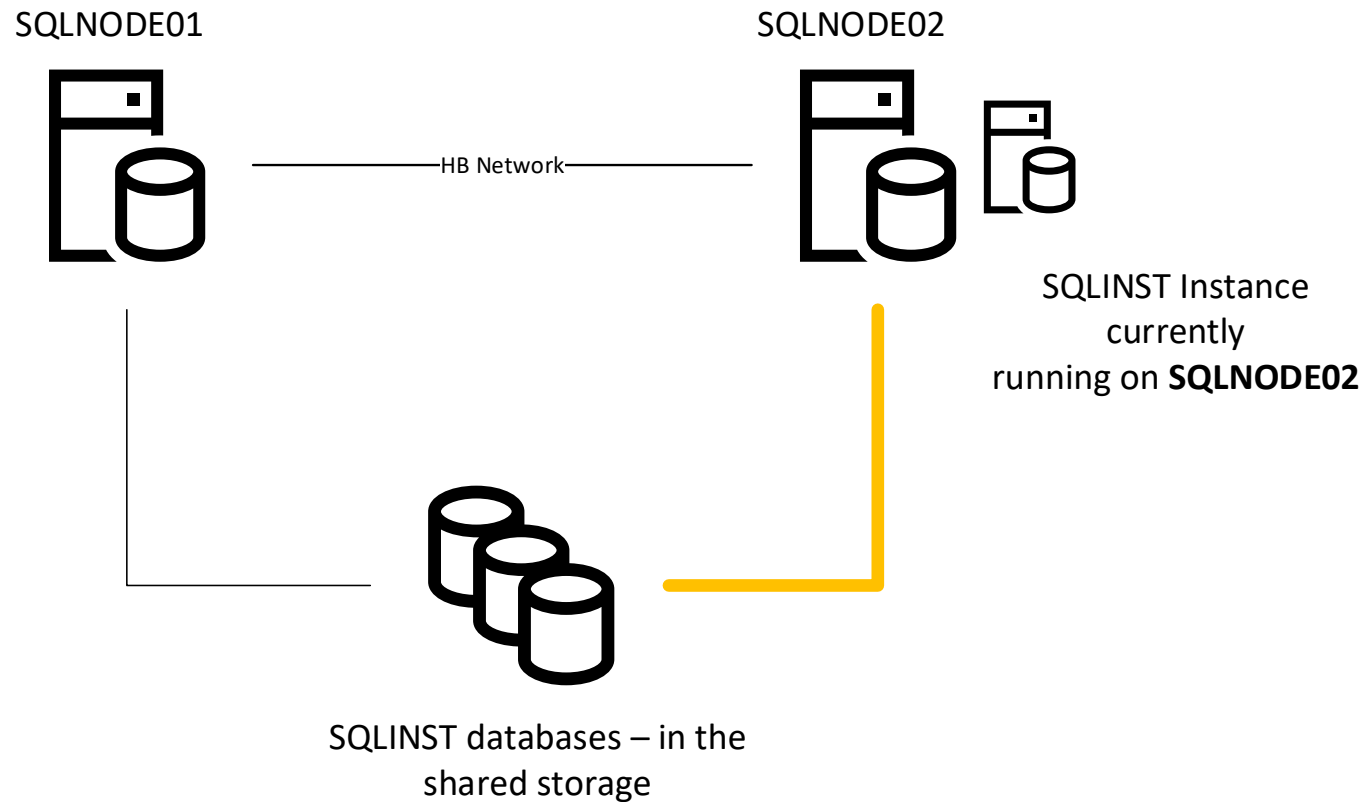 SQLNODE01
SQLNODE02
HB Network
SQLINST Instance
currently
running on SQLNODE02
SQLINST databases – in the
shared storage